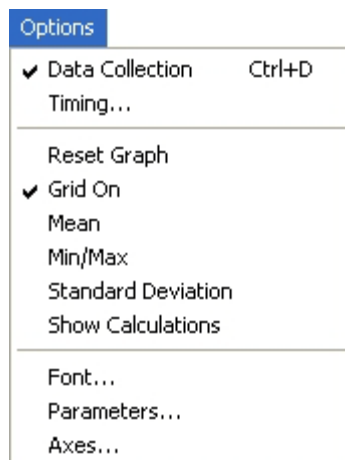 Options
Data Collection Ctrl+D
Timing...
Reset Graph
Grid On
Mean
Min/Max
Standard Deviation
Show Calculations
Font...
Parameters...
Axes...